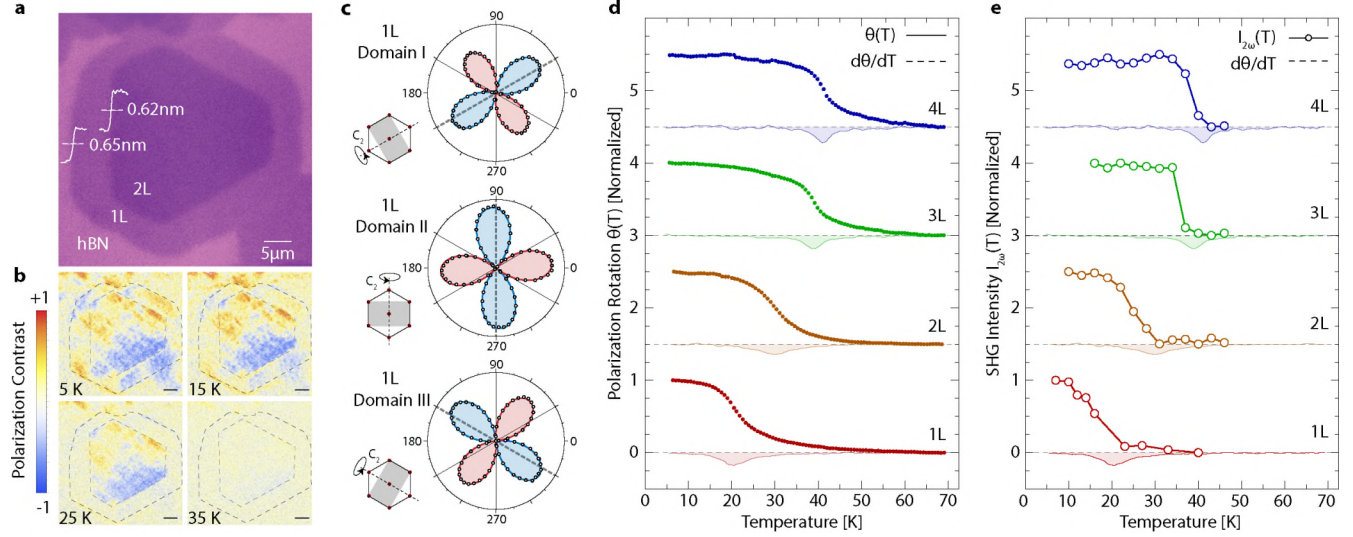 a
0.62nm
0.65nm
2L
1L
hBN
5μm
b
+1
Polarization Contrast
-1
5 K
15 K
25 K
35 K
c
1L
Domain I
90
180
0
270
C2
1L
Domain II
90
180
0
270
C2
1L
Domain III
90
180
0
270
C2
d
θ(T)
dθ/dT
4L
3L
2L
1L
5
4
3
2
1
0
Polarization Rotation θ(T) [Normalized]
0 10 20 30 40 50 60 70
Temperature [K]
e
I2ω(T)
dθ/dT
4L
3L
2L
1L
5
4
3
2
1
0
SHG Intensity I2ω(T) [Normalized]
0 10 20 30 40 50 60 70
Temperature [K]